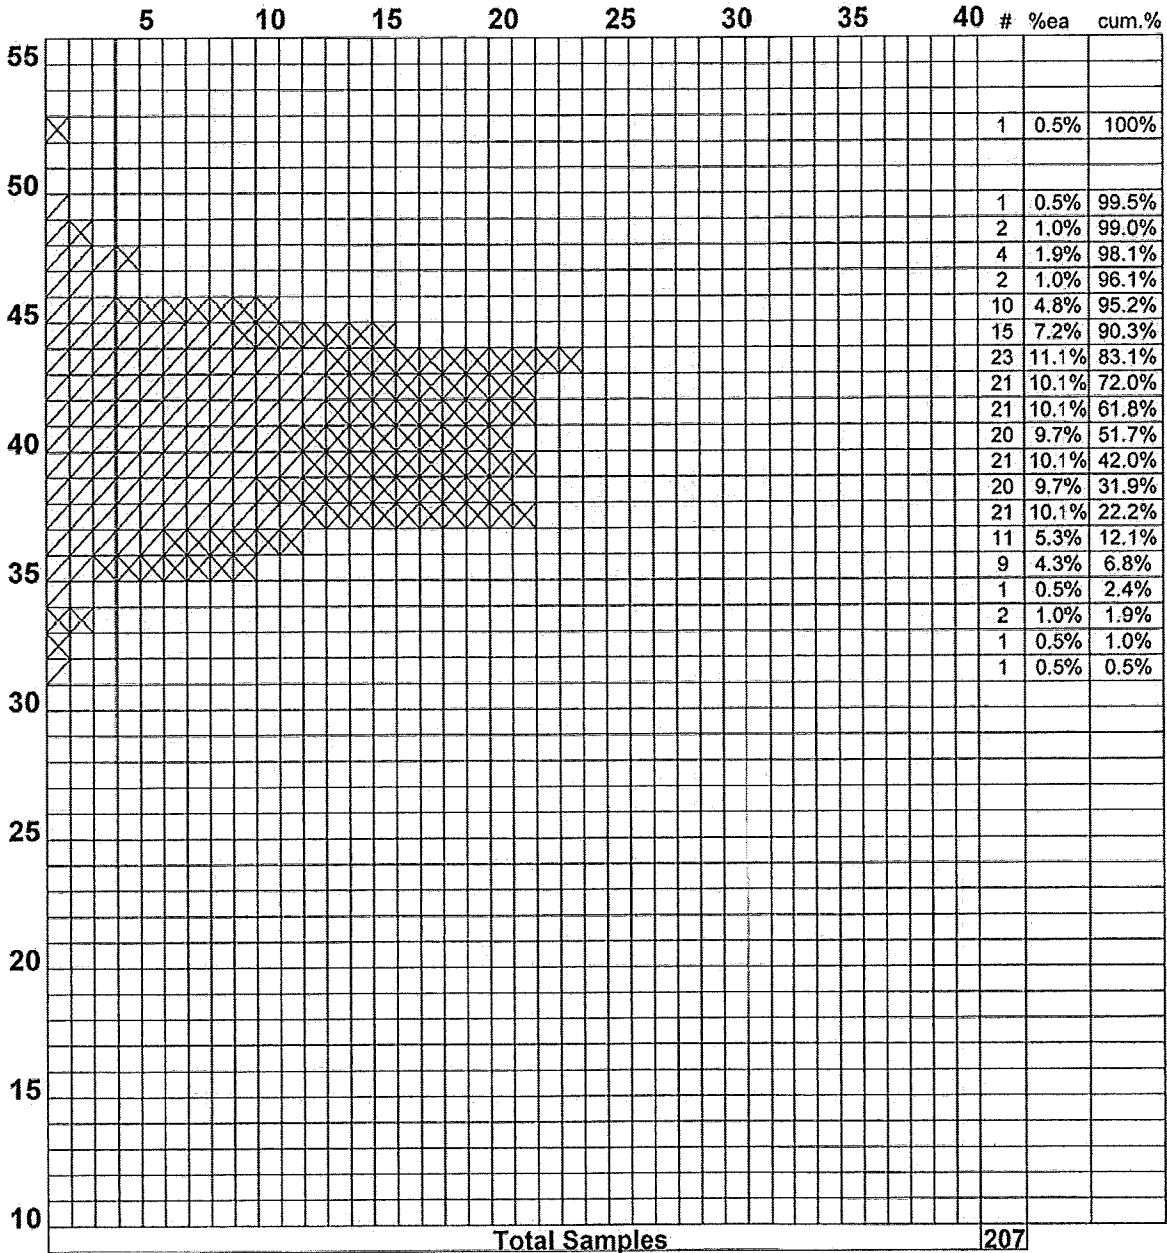 5 10 15 20 25 30 35 40 # %ea cum.%
55
1 0.5% 100%
50
1 0.5% 99.5%
2 1.0% 99.0%
4 1.9% 98.1%
2 1.0% 96.1%
45 10 4.8% 95.2%
15 7.2% 90.3%
23 11.1% 83.1%
21 10.1% 72.0%
21 10.1% 61.8%
40 20 9.7% 51.7%
21 10.1% 42.0%
20 9.7% 31.9%
21 10.1% 22.2%
11 5.3% 12.1%
35 9 4.3% 6.8%
1 0.5% 2.4%
2 1.0% 1.9%
1 0.5% 1.0%
1 0.5% 0.5%
30
25
20
15
10
Total Samples 207